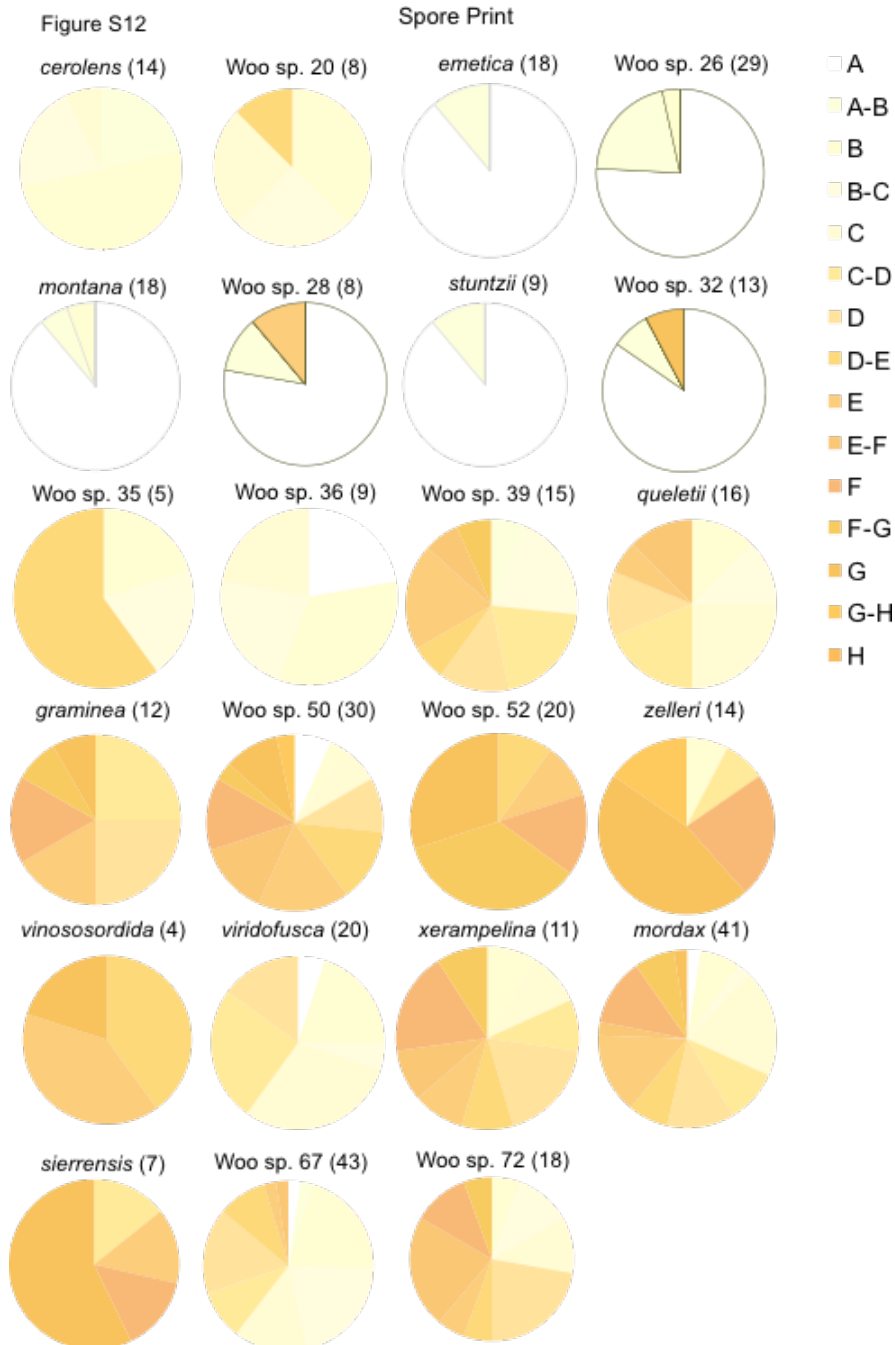 Figure S12
Spore Print
cerolens (14)
Woo sp. 20 (8)
emetica (18)
Woo sp. 26 (29)
montana (18)
Woo sp. 28 (8)
stuntzii (9)
Woo sp. 32 (13)
Woo sp. 35 (5)
Woo sp. 36 (9)
Woo sp. 39 (15)
queletii (16)
graminea (12)
Woo sp. 50 (30)
Woo sp. 52 (20)
zelleri (14)
vinososordida (4)
viridofusca (20)
xerampelina (11)
mordax (41)
sierrensis (7)
Woo sp. 67 (43)
Woo sp. 72 (18)
A
A-B
B
B-C
C
C-D
D
D-E
E
E-F
F
F-G
G
G-H
H